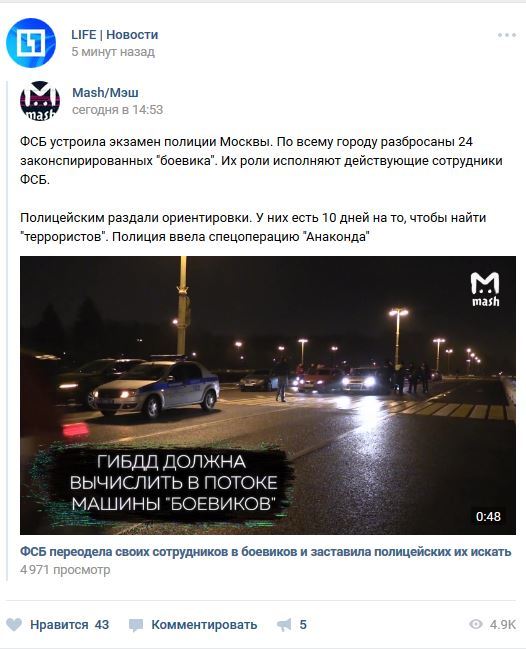 LIFE | Новости
5 минут назад
Mash/Мэш
сегодня в 14:53
mash
ФСБ устроила экзамен полиции Москвы. По всему городу разбросаны 24
законспирированных "боевика". Их роли исполняют действующие сотрудники
ФСБ.
Полицейским раздали ориентировки. У них есть 10 дней на то, чтобы найти
"террористов". Полиция ввела спецоперацию "Анаконда"
mash
ГИБДД ДОЛЖНА
ВЫЧИСЛИТЬ В ПОТОКЕ
МАШИНЫ "БОЕВИКОВ"
0:48
ФСБ переодела своих сотрудников в боевиков и заставила полицейских их искать
4 971 просмотр
Нравится 43 Комментировать 5 4.9K